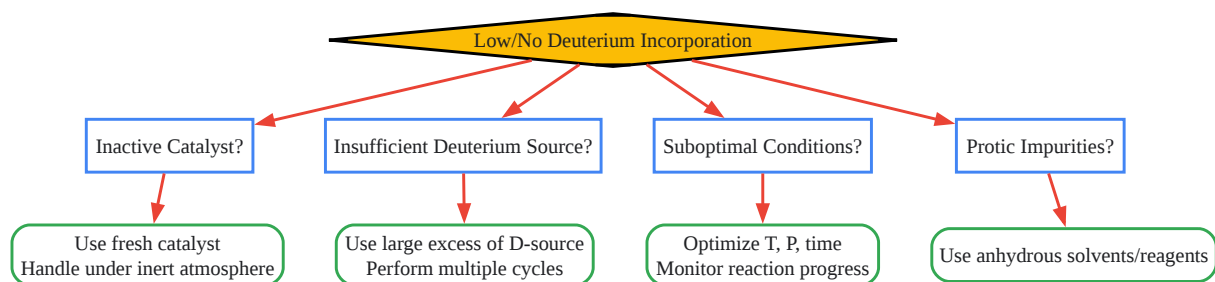 Low/No Deuterium Incorporation
Inactive Catalyst?
Insufficient Deuterium Source?
Suboptimal Conditions?
Protic Impurities?
Use fresh catalyst
Handle under inert atmosphere
Use large excess of D-source
Perform multiple cycles
Optimize T, P, time
Monitor reaction progress
Use anhydrous solvents/reagents